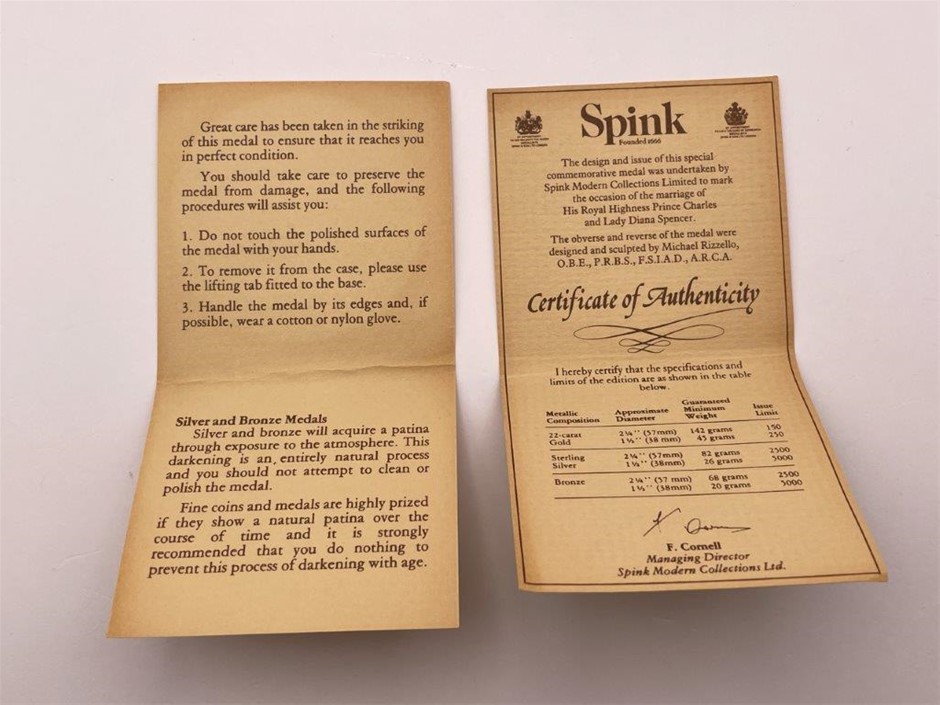 Great care has been taken in the striking
of this medal to ensure that it reaches you
in perfect condition.
You should take care to preserve the
medal from damage, and the following
procedures will assist you:
1. Do not touch the polished surfaces of
the medal with your hands.
2. To remove it from the case, please use
the lifting tab fitted to the base.
3. Handle the medal by its edges and, if
possible, wear a cotton or nylon glove.
Silver and Bronze Medals
Silver and bronze will acquire a patina
through exposure to the atmosphere. This
darkening is an, entirely natural process
and you should not attempt to clean or
polish the medal.
Fine coins and medals are highly prized
if they show a natural patina over the
course of time and it is strongly
recommended that you do nothing to
prevent this process of darkening with age.
Spink
Founded 1666
The design and issue of this special
commemorative medal was undertaken by
Spink Modern Collections Limited to mark
the occasion of the marriage of
His Royal Highness Prince Charles
and Lady Diana Spencer.
The obverse and reverse of the medal were
designed and sculpted by Michael Rizzello,
O.B.E., P.R.B.S., F.S.I.A.D., A.R.C.A.
Certificate of Authenticity
I hereby certify that the specifications and
limits of the edition are as shown in the table
below.
Metallic Composition Approximate Diameter Guaranteed Minimum Weight Issue Limit
22-carat 2¼'' (57mm) 142 grams 150
Gold 1½'' (38 mm) 45 grams 250
Sterling 2¼'' (57mm) 82 grams 2500
Silver 1½'' (38mm) 26 grams 5000
Bronze 2¼'' (57 mm) 68 grams 2500
1½'' (38mm) 20 grams 5000
F. Cornell
Managing Director
Spink Modern Collections Ltd.